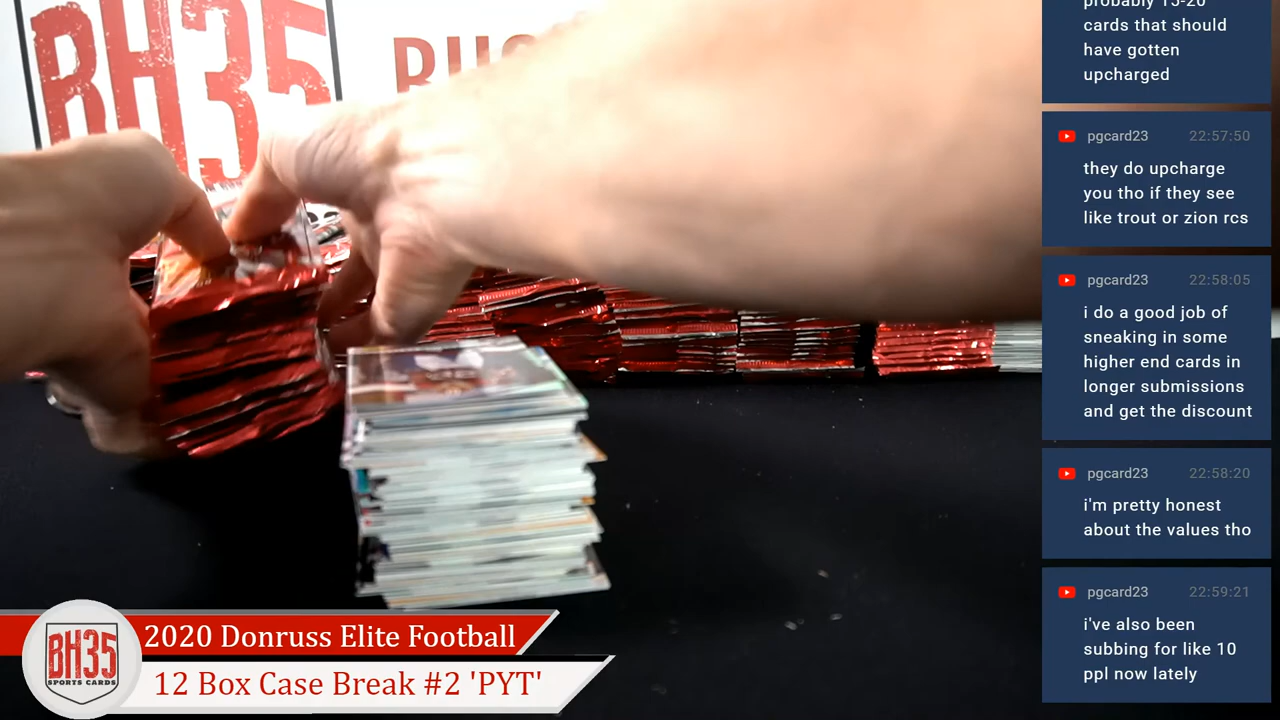 BH35
BH35
SPORTS CARDS
2020 Donruss Elite Football
12 Box Case Break #2 'PYT'
probably 15-20
cards that should
have gotten
upcharged
pgcard23 22:57:50
they do upcharge
you tho if they see
like trout or zion rcs
pgcard23 22:58:05
i do a good job of
sneaking in some
higher end cards in
longer submissions
and get the discount
pgcard23 22:58:20
i'm pretty honest
about the values tho
pgcard23 22:59:21
i've also been
subbing for like 10
ppl now lately